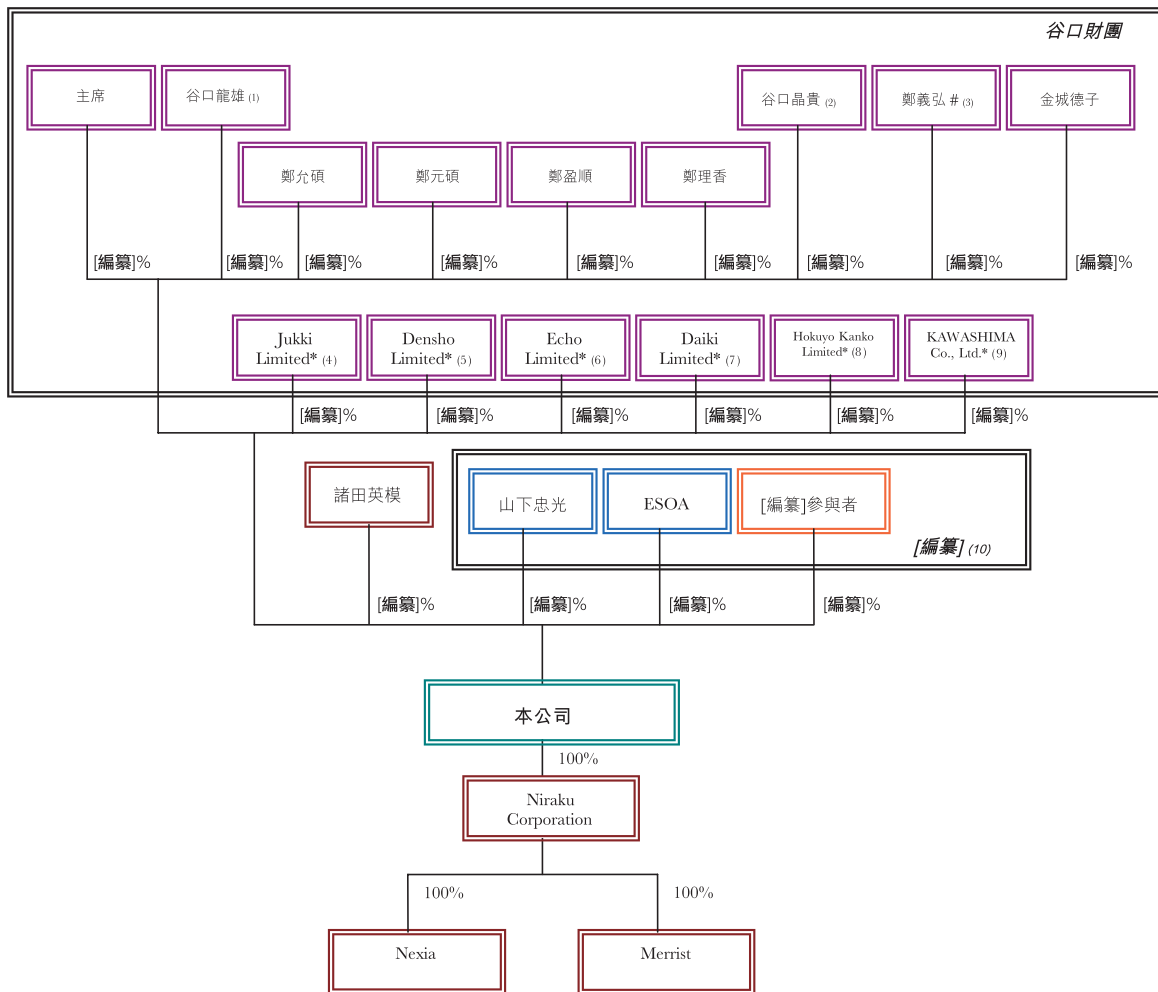 谷口財團
主席
谷口龍雄 (1)
谷口晶貴 (2)
鄭義弘 # (3)
金城德子
鄭允碩
鄭元碩
鄭盈順
鄭理香
[編纂]%
[編纂]%
[編纂]%
[編纂]%
[編纂]%
[編纂]%
[編纂]%
[編纂]%
[編纂]%
Jukki
Limited* (4)
Densho
Limited* (5)
Echo
Limited* (6)
Daiki
Limited* (7)
Hokuyo Kanko
Limited* (8)
KAWASHIMA
Co., Ltd.* (9)
[編纂]%
[編纂]%
[編纂]%
[編纂]%
[編纂]%
[編纂]%
諸田英模
山下忠光
ESOA
[編纂]參與者
[編纂] (10)
[編纂]%
[編纂]%
[編纂]%
[編纂]%
本公司
100%
Niraku
Corporation
100%
100%
Nexia
Merrist